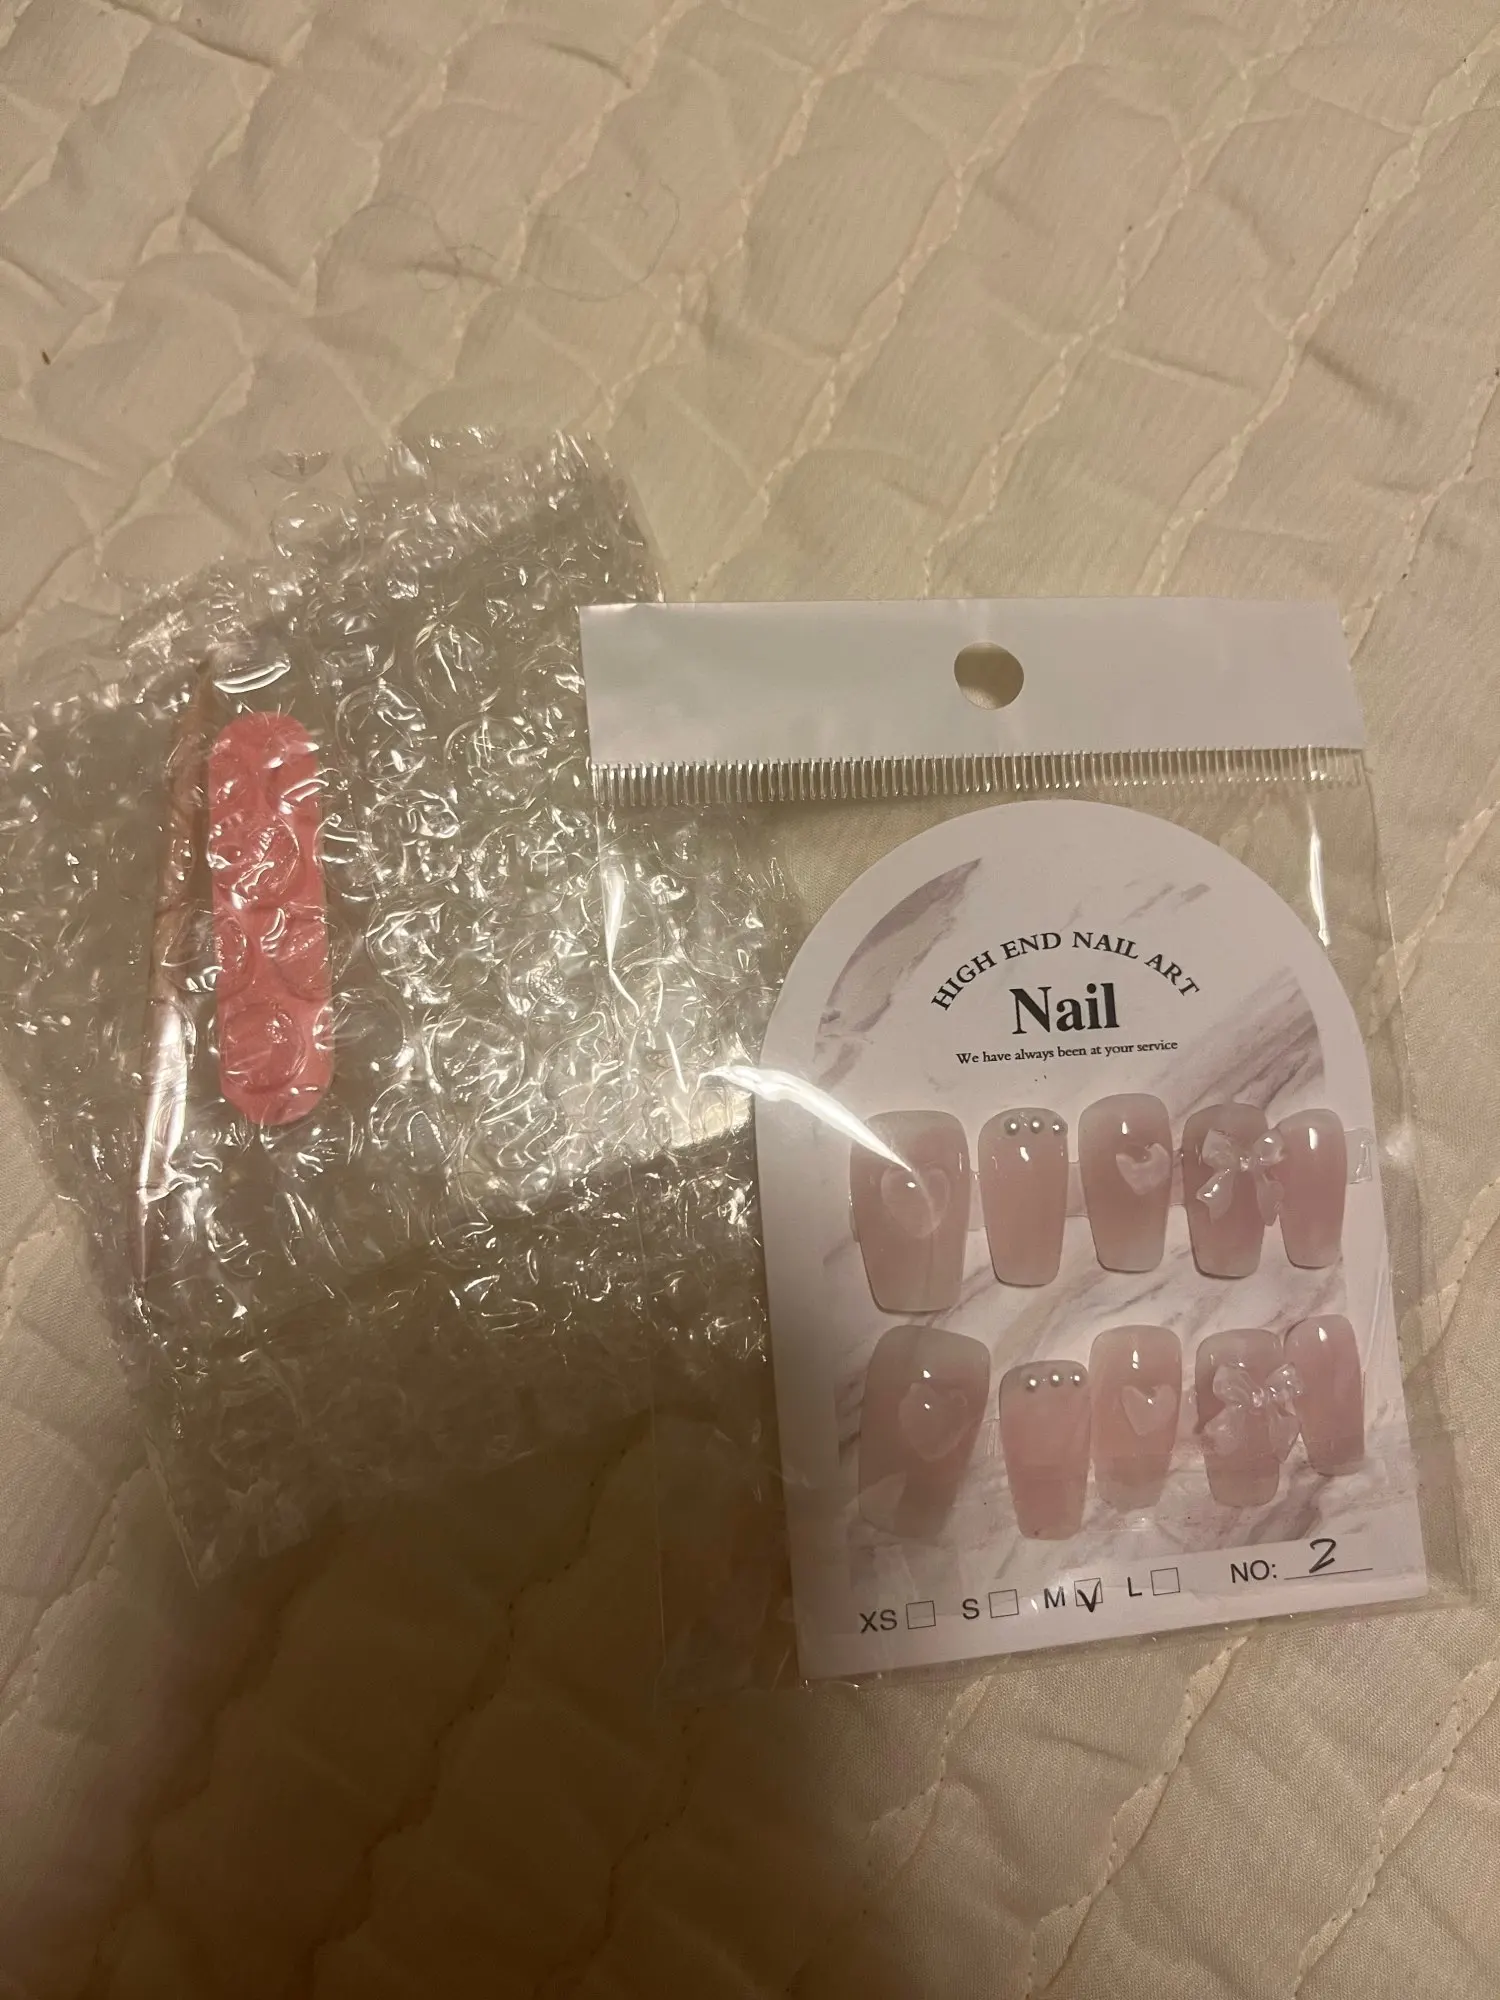 HIGH END NAIL ART
Nail
We have always been at your service
XS S M L NO: 2